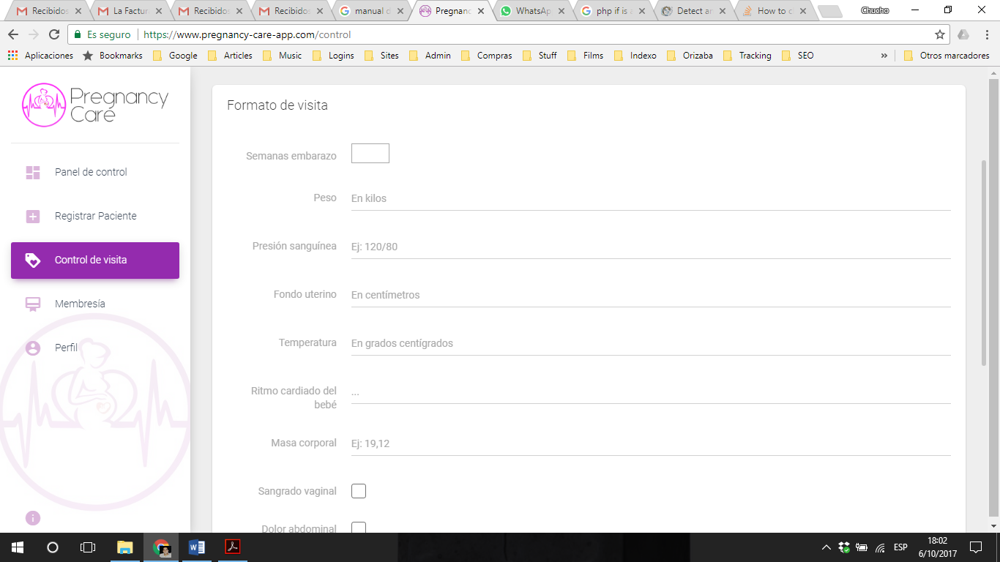 Recibidos
La Factur
Recibidos
Recibidos
manual d
Pregnanc
WhatsAp
php if is a
Detect an
How to c
Chucho
Es seguro
https://www.pregnancy-care-app.com/control
Aplicaciones
Bookmarks
Google
Articles
Music
Logins
Sites
Admin
Compras
Stuff
Films
Indexo
Orizaba
Tracking
SEO
»
Otros marcadores
Pregnancy
Care
Panel de control
Registrar Paciente
Control de visita
Membresía
Perfil
Formato de visita
Semanas embarazo
Peso
En kilos
Presión sanguínea
Ej: 120/80
Fondo uterino
En centímetros
Temperatura
En grados centígrados
Ritmo cardiado del
bebé
...
Masa corporal
Ej: 19,12
Sangrado vaginal
Dolor abdominal
ESP
18:02
6/10/2017